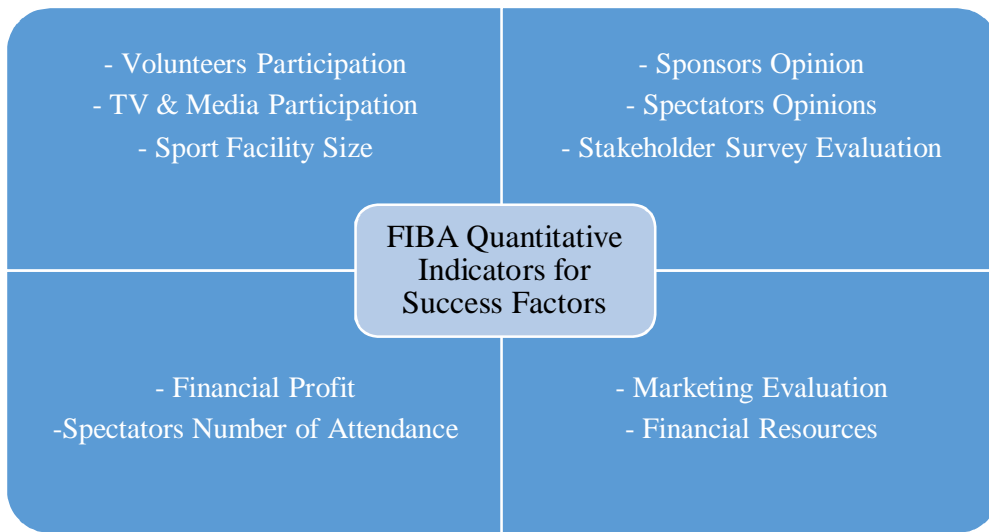 - Volunteers Participation
- TV & Media Participation
- Sport Facility Size
- Sponsors Opinion
- Spectators Opinions
- Stakeholder Survey Evaluation
FIBA Quantitative
Indicators for
Success Factors
- Financial Profit
-Spectators Number of Attendance
- Marketing Evaluation
- Financial Resources